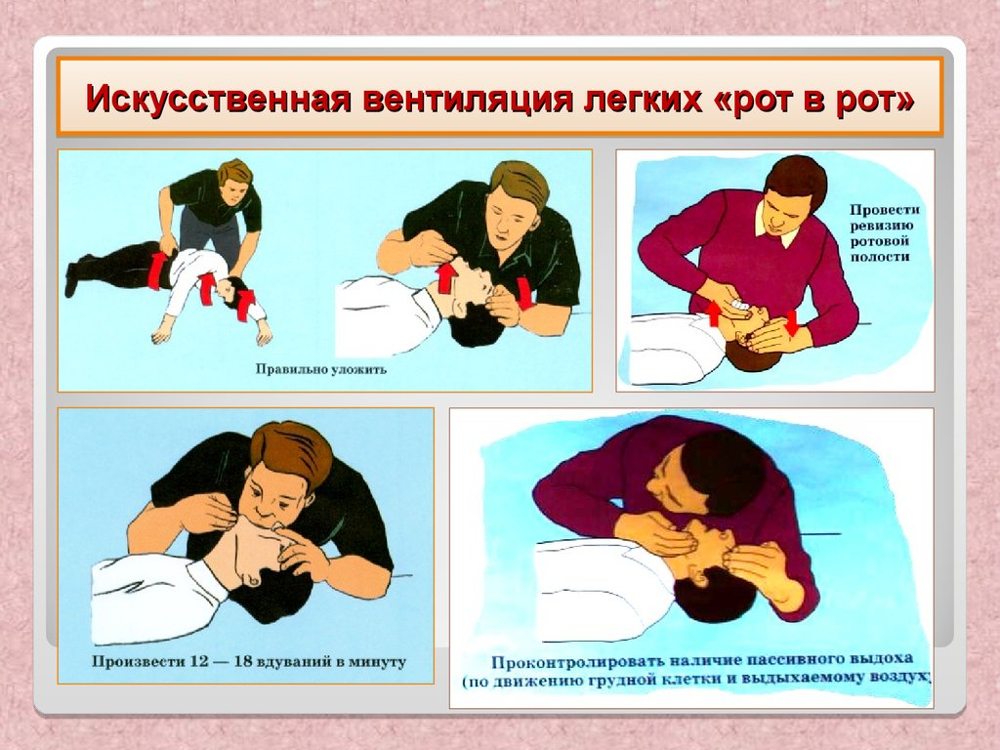 Искусственная вентиляция легких «рот в рот»
Правильно уложить
Провести
ревизию
ротовой
полости
Произвести 12 — 18 вдуваний в минуту
Проконтролировать наличие пассивного выдоха
(по движению грудной клетки и выдыхаемому воздух